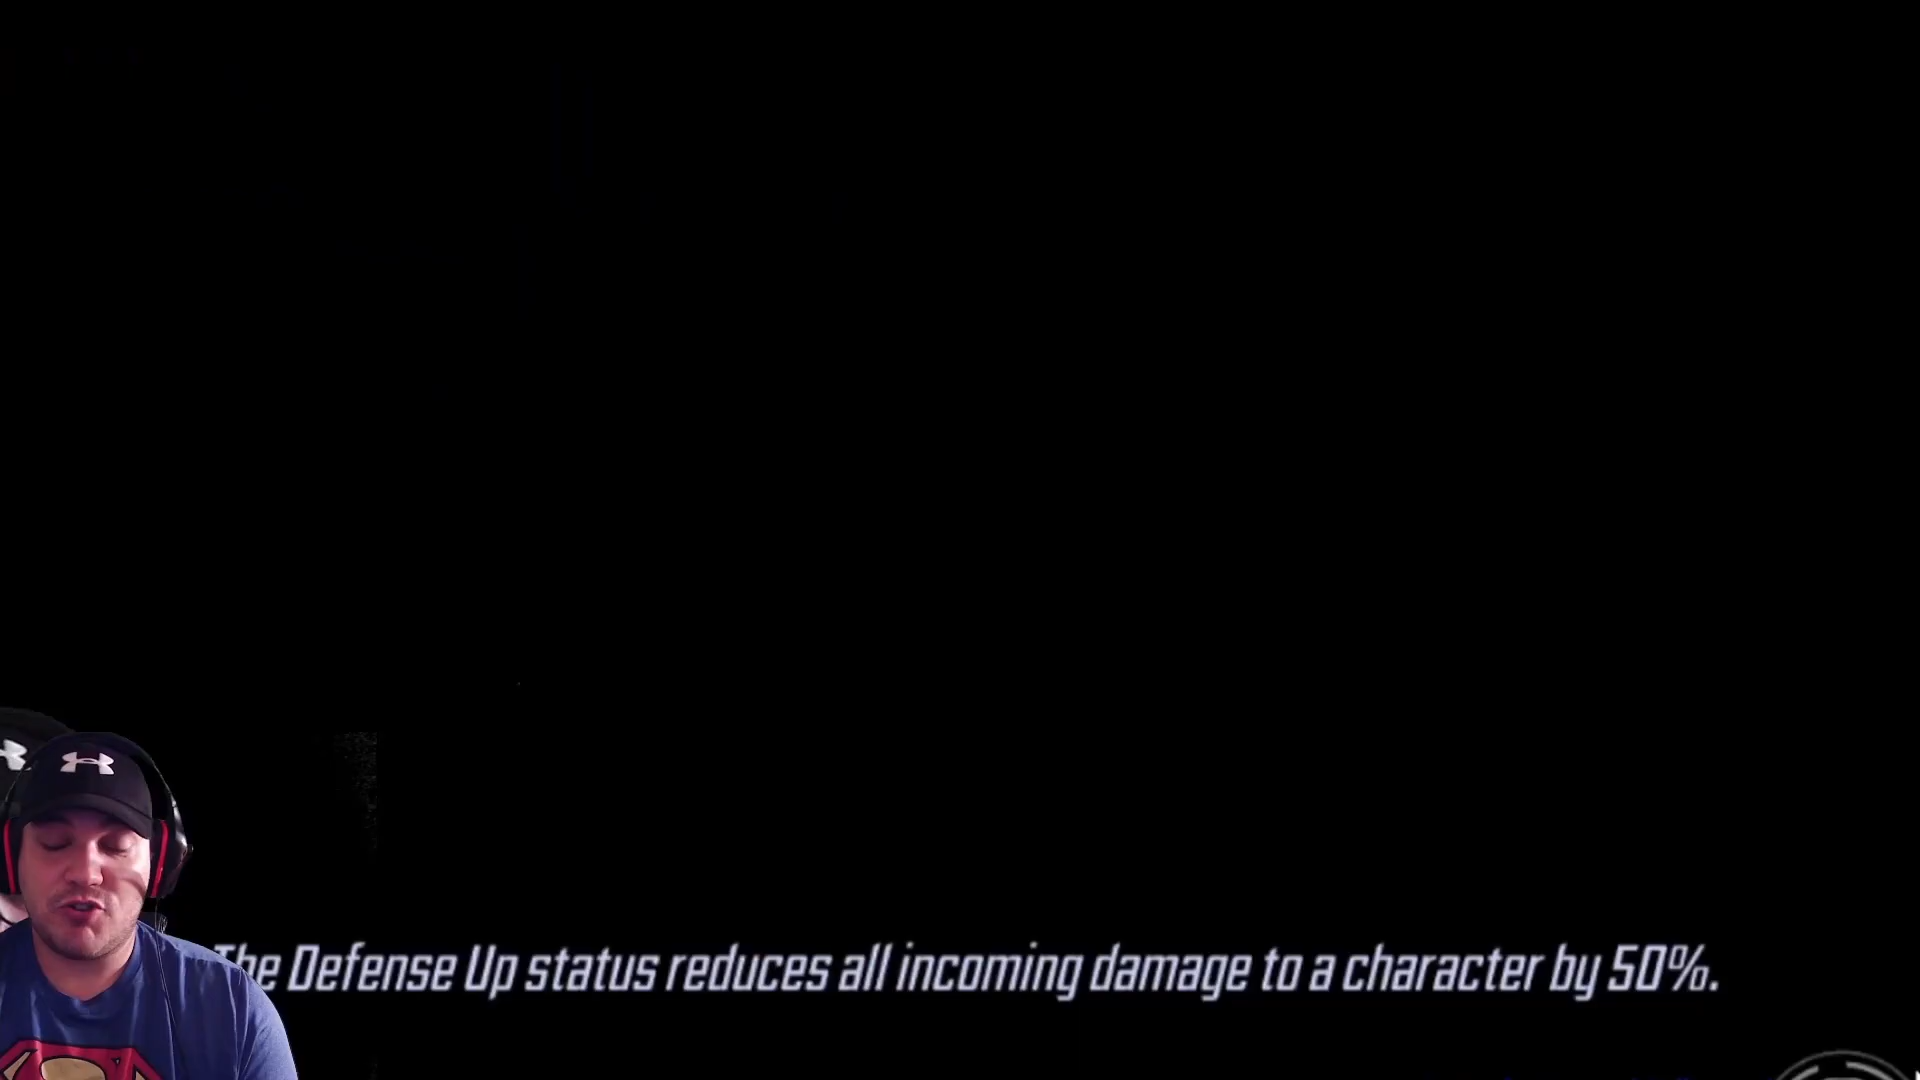 The Defense Up status reduces all incoming damage to a character by 50%.